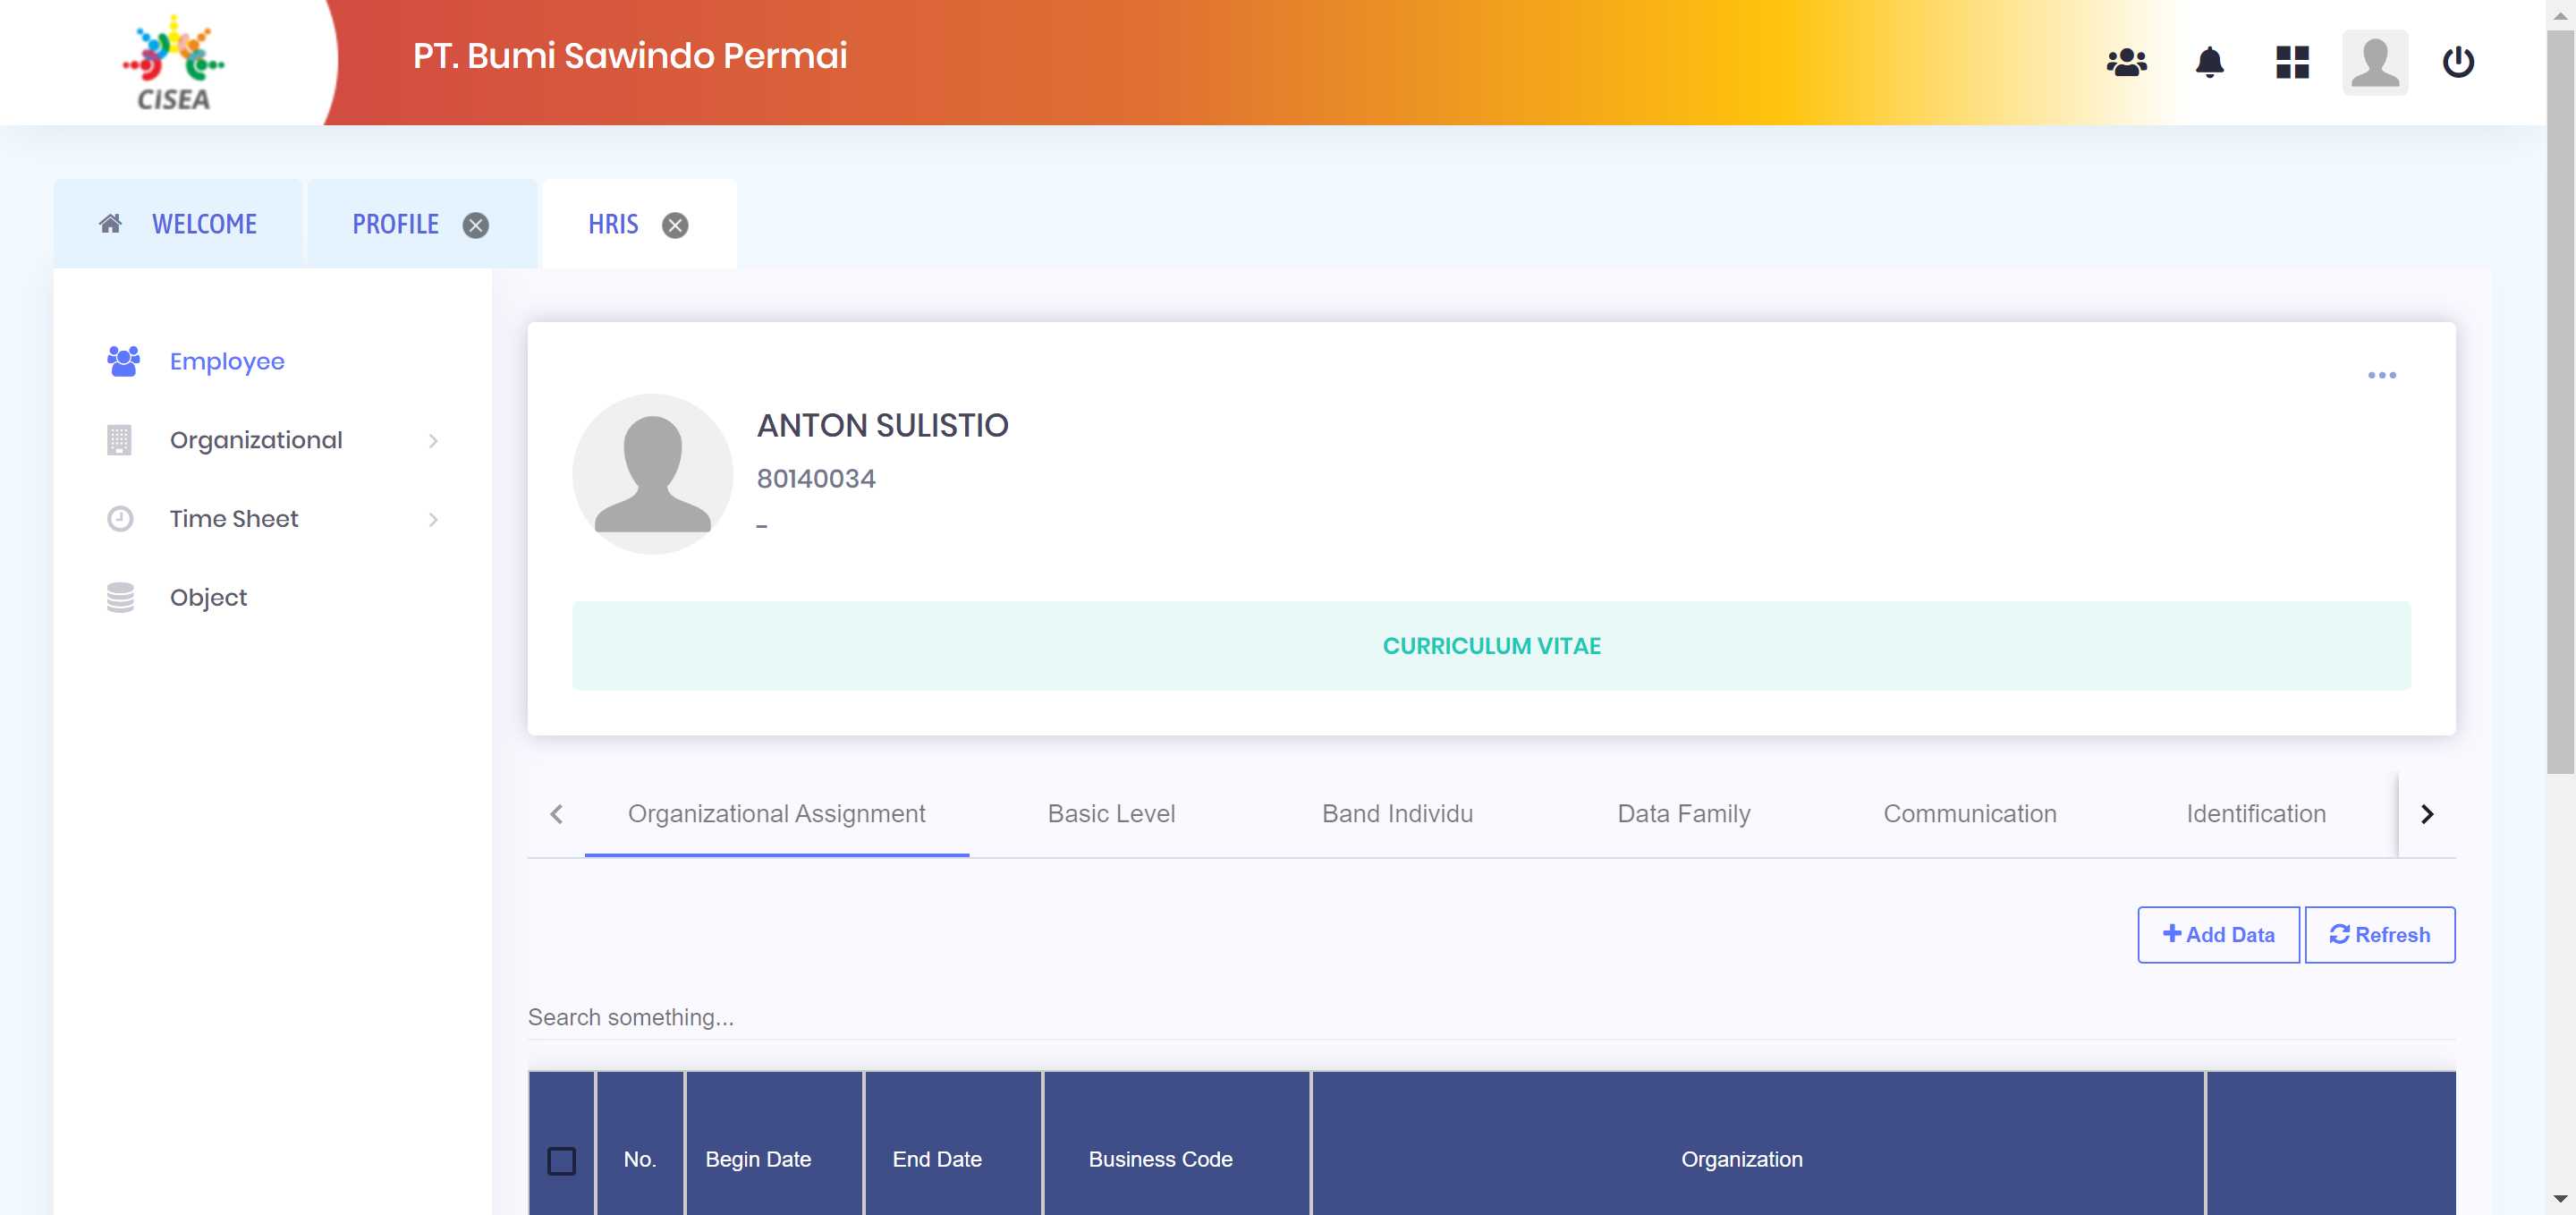 CISEA
PT. Bumi Sawindo Permai
WELCOME
PROFILE
HRIS
Employee
Organizational
Time Sheet
Object
ANTON SULISTIO
80140034
-
CURRICULUM VITAE
Organizational Assignment
Basic Level
Band Individu
Data Family
Communication
Identification
Add Data
Refresh
Search something...
No.
Begin Date
End Date
Business Code
Organization